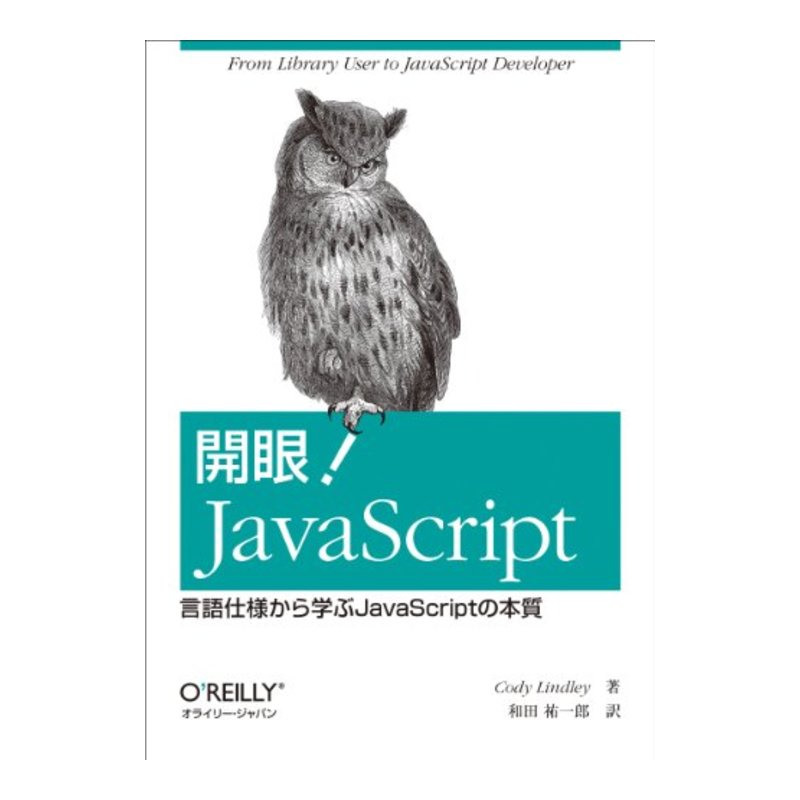 From Library User to JavaScript Developer
開眼!
JavaScript
言語仕様から学ぶJavaScriptの本質
Cody Lindley 著
O'REILLY®
オライリー・ジャパン
和田 祐一郎 訳